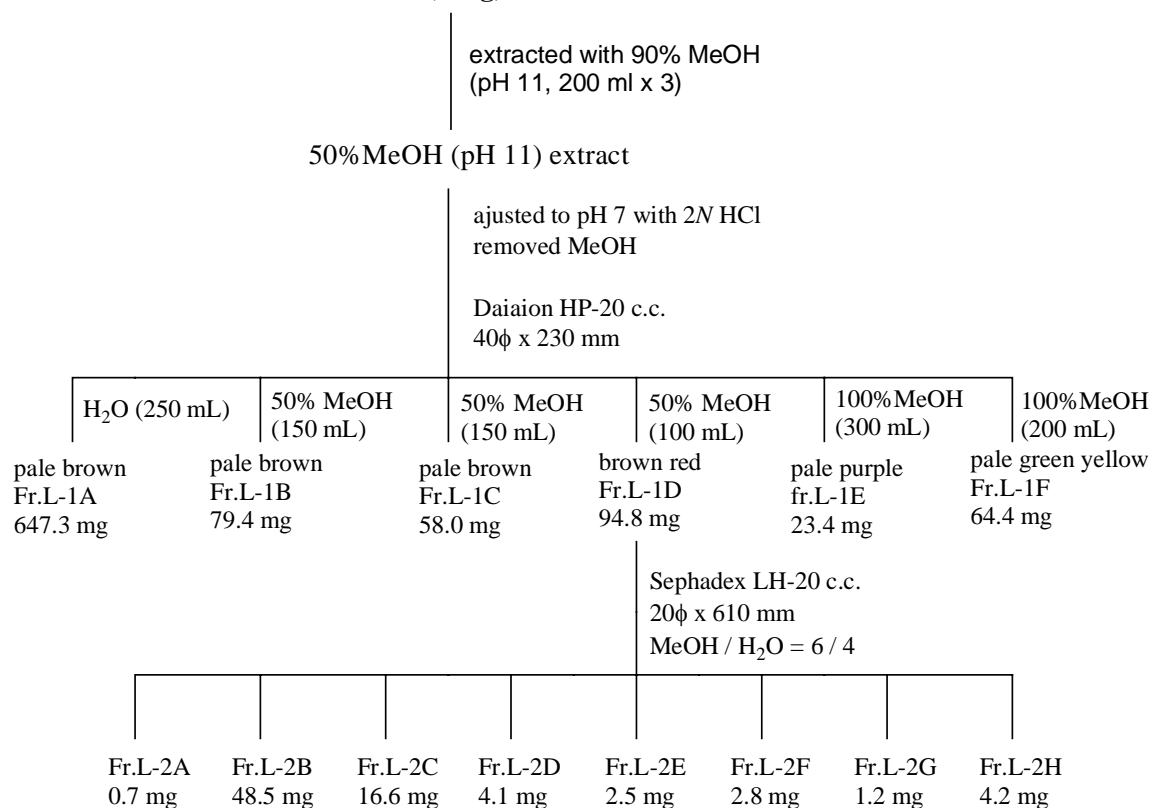 extracted with 90% MeOH
(pH 11, 200 ml x 3)
50%MeOH (pH 11) extract
ajusted to pH 7 with 2N HCl
removed MeOH
Daiaion HP-20 c.c.
40ϕ x 230 mm
H₂O (250 mL)
50% MeOH
(150 mL)
50% MeOH
(150 mL)
50% MeOH
(100 mL)
100%MeOH
(300 mL)
100%MeOH
(200 mL)
pale brown
Fr.L-1A
647.3 mg
pale brown
Fr.L-1B
79.4 mg
pale brown
Fr.L-1C
58.0 mg
brown red
Fr.L-1D
94.8 mg
pale purple
fr.L-1E
23.4 mg
pale green yellow
Fr.L-1F
64.4 mg
Sephadex LH-20 c.c.
20ϕ x 610 mm
MeOH / H₂O = 6 / 4
Fr.L-2A
0.7 mg
Fr.L-2B
48.5 mg
Fr.L-2C
16.6 mg
Fr.L-2D
4.1 mg
Fr.L-2E
2.5 mg
Fr.L-2F
2.8 mg
Fr.L-2G
1.2 mg
Fr.L-2H
4.2 mg